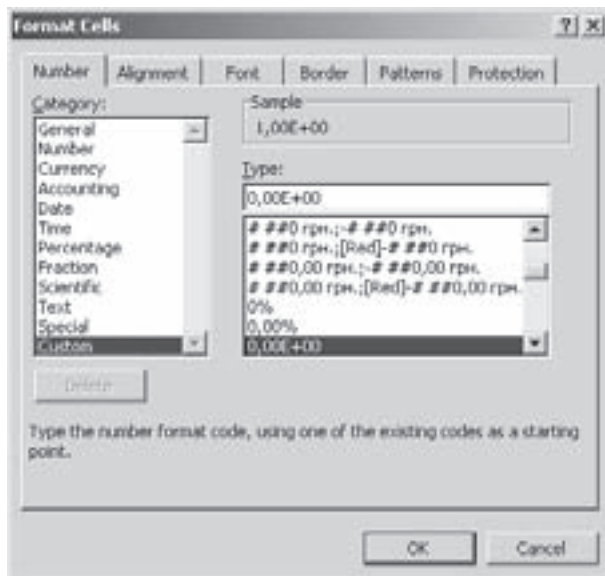 Format Cells
Number Alignment Font Border Patterns Protection
Category:
General
Number
Currency
Accounting
Date
Time
Percentage
Fraction
Scientific
Text
Special
Custom
Sample
1,00E+00
Type:
0,00E+00
# ##0 грн.;-# ##0 грн.
# ##0 грн.;[Red]-# ##0 грн.
# ##0,00 грн.;-# ##0,00 грн.
# ##0,00 грн.;[Red]-# ##0,00 грн.
0%
0,00%
0,00E+00
Delete
Type the number format code, using one of the existing codes as a starting
point.
OK Cancel